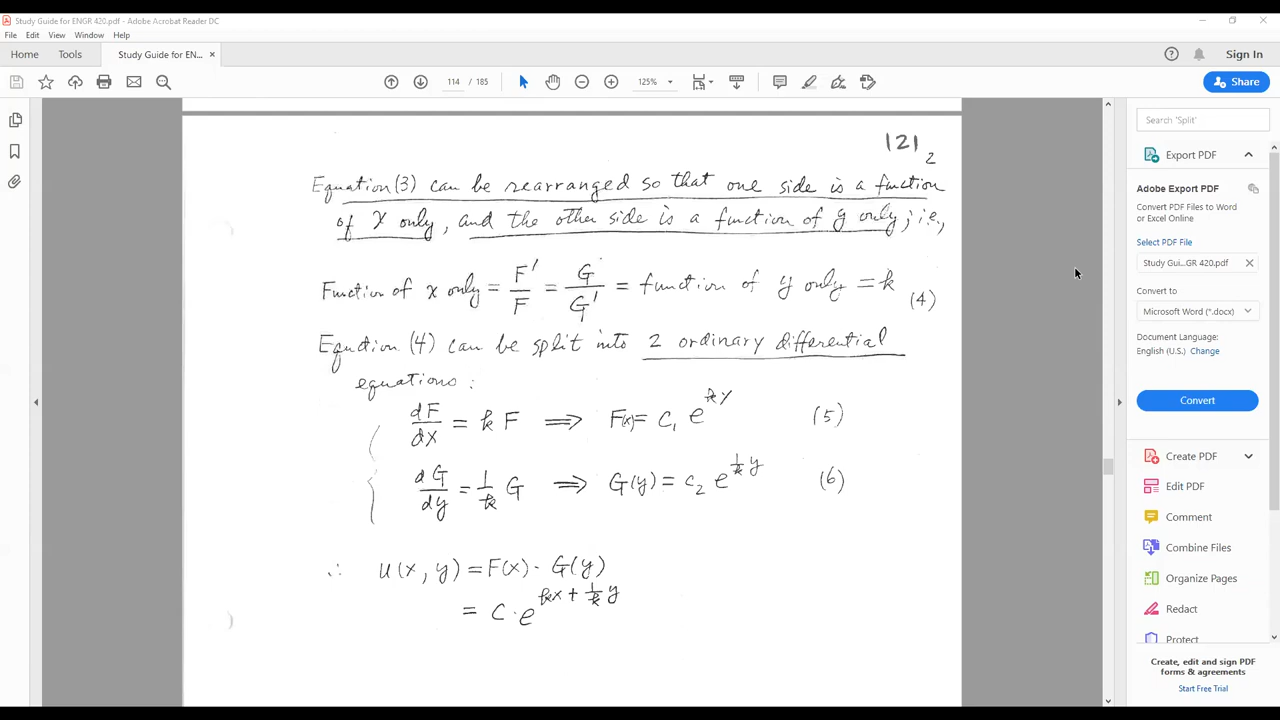 Study Guide for ENGR 420.pdf - Adobe Acrobat Reader DC
File Edit View Window Help
Home Tools Study Guide for EN... × Sign In
114 / 185 125% Share
121
2
Equation (3) can be rearranged so that one side is a function
of X only, and the other side is a function of y only; i.e.,
Function of x only = F'/F = G/G' = function of y only = k (4)
Equation (4) can be split into 2 ordinary differential
equations:
dF/dx = k F ⟹ F(x) = C₁ e^{kx} (5)
dG/dy = 1/k G ⟹ G(y) = c₂ e^{1/k y} (6)
∴ u(x, y) = F(x) · G(y)
= C · e^{kx + 1/k y}
Search 'Split'
Export PDF
Adobe Export PDF
Convert PDF Files to Word
or Excel Online
Select PDF File
Study Gui...GR 420.pdf ×
Convert to
Microsoft Word (*.docx)
Document Language:
English (U.S.) Change
Convert
Create PDF
Edit PDF
Comment
Combine Files
Organize Pages
Redact
Protect
Create, edit and sign PDF
forms & agreements
Start Free Trial